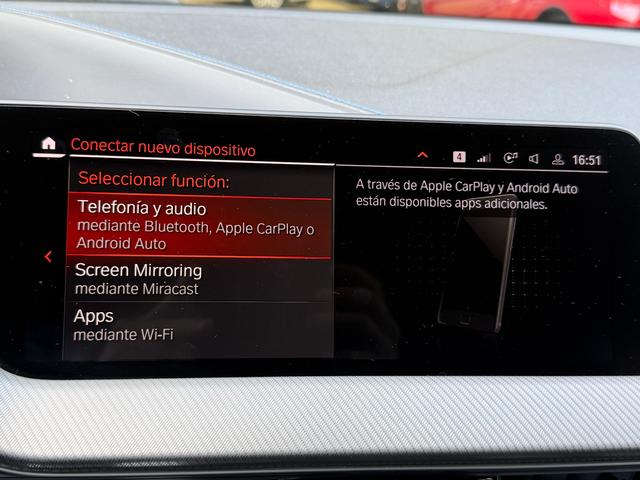 Conectar nuevo dispositivo
4
16:51
Seleccionar función:
Telefonía y audio
mediante Bluetooth, Apple CarPlay o
Android Auto
Screen Mirroring
mediante Miracast
Apps
mediante Wi-Fi
A través de Apple CarPlay y Android Auto
están disponibles apps adicionales.